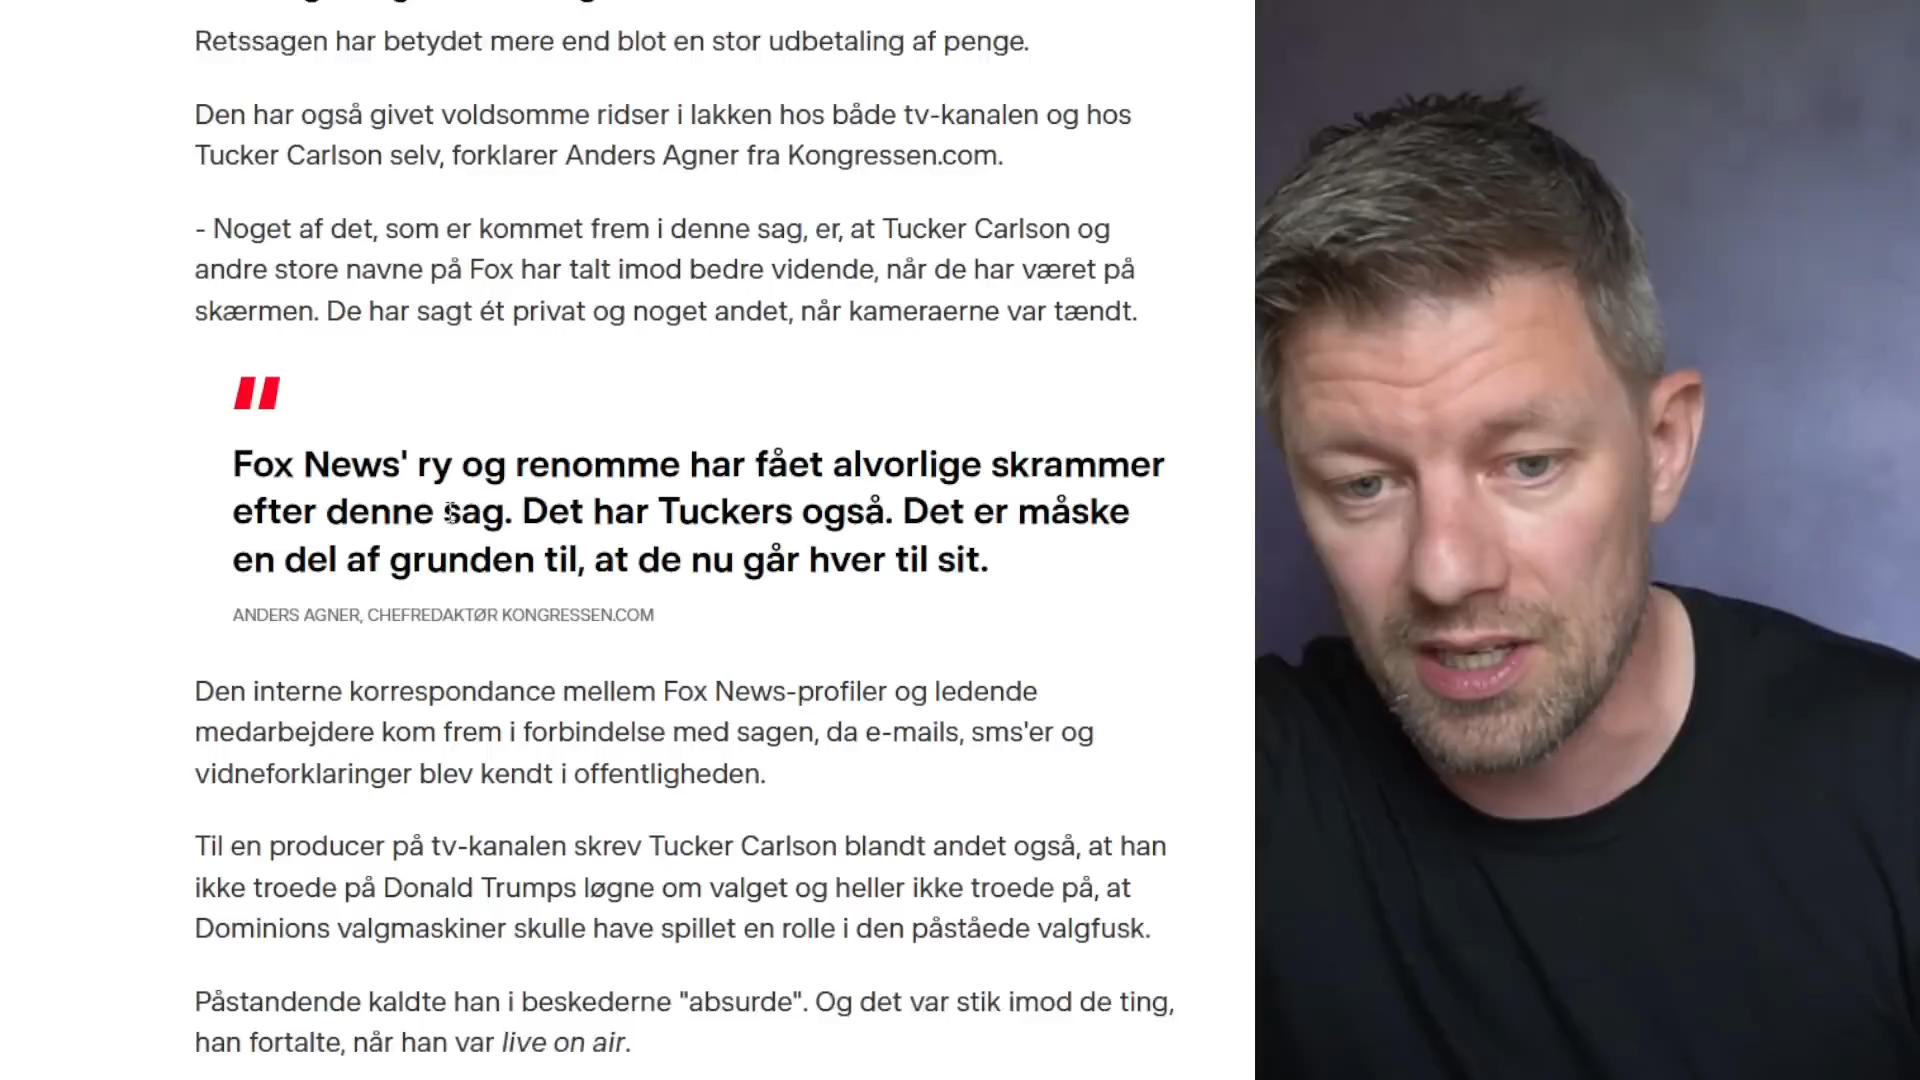 Retssagen har betydet mere end blot en stor udbetaling af penge.
Den har også givet voldsomme ridser i lakken hos både tv-kanalen og hos
Tucker Carlson selv, forklarer Anders Agner fra Kongressen.com.
- Noget af det, som er kommet frem i denne sag, er, at Tucker Carlson og
andre store navne på Fox har talt imod bedre vidende, når de har været på
skærmen. De har sagt ét privat og noget andet, når kameraerne var tændt.
Fox News' ry og renomme har fået alvorlige skrammer
efter denne sag. Det har Tuckers også. Det er måske
en del af grunden til, at de nu går hver til sit.
ANDERS AGNER, CHEFREDAKTØR KONGRESSEN.COM
Den interne korrespondance mellem Fox News-profiler og ledende
medarbejdere kom frem i forbindelse med sagen, da e-mails, sms'er og
vidneforklaringer blev kendt i offentligheden.
Til en producer på tv-kanalen skrev Tucker Carlson blandt andet også, at han
ikke troede på Donald Trumps løgne om valget og heller ikke troede på, at
Dominions valgmaskiner skulle have spillet en rolle i den påståede valgfusk.
Påstandende kaldte han i beskederne "absurde". Og det var stik imod de ting,
han fortalte, når han var live on air.